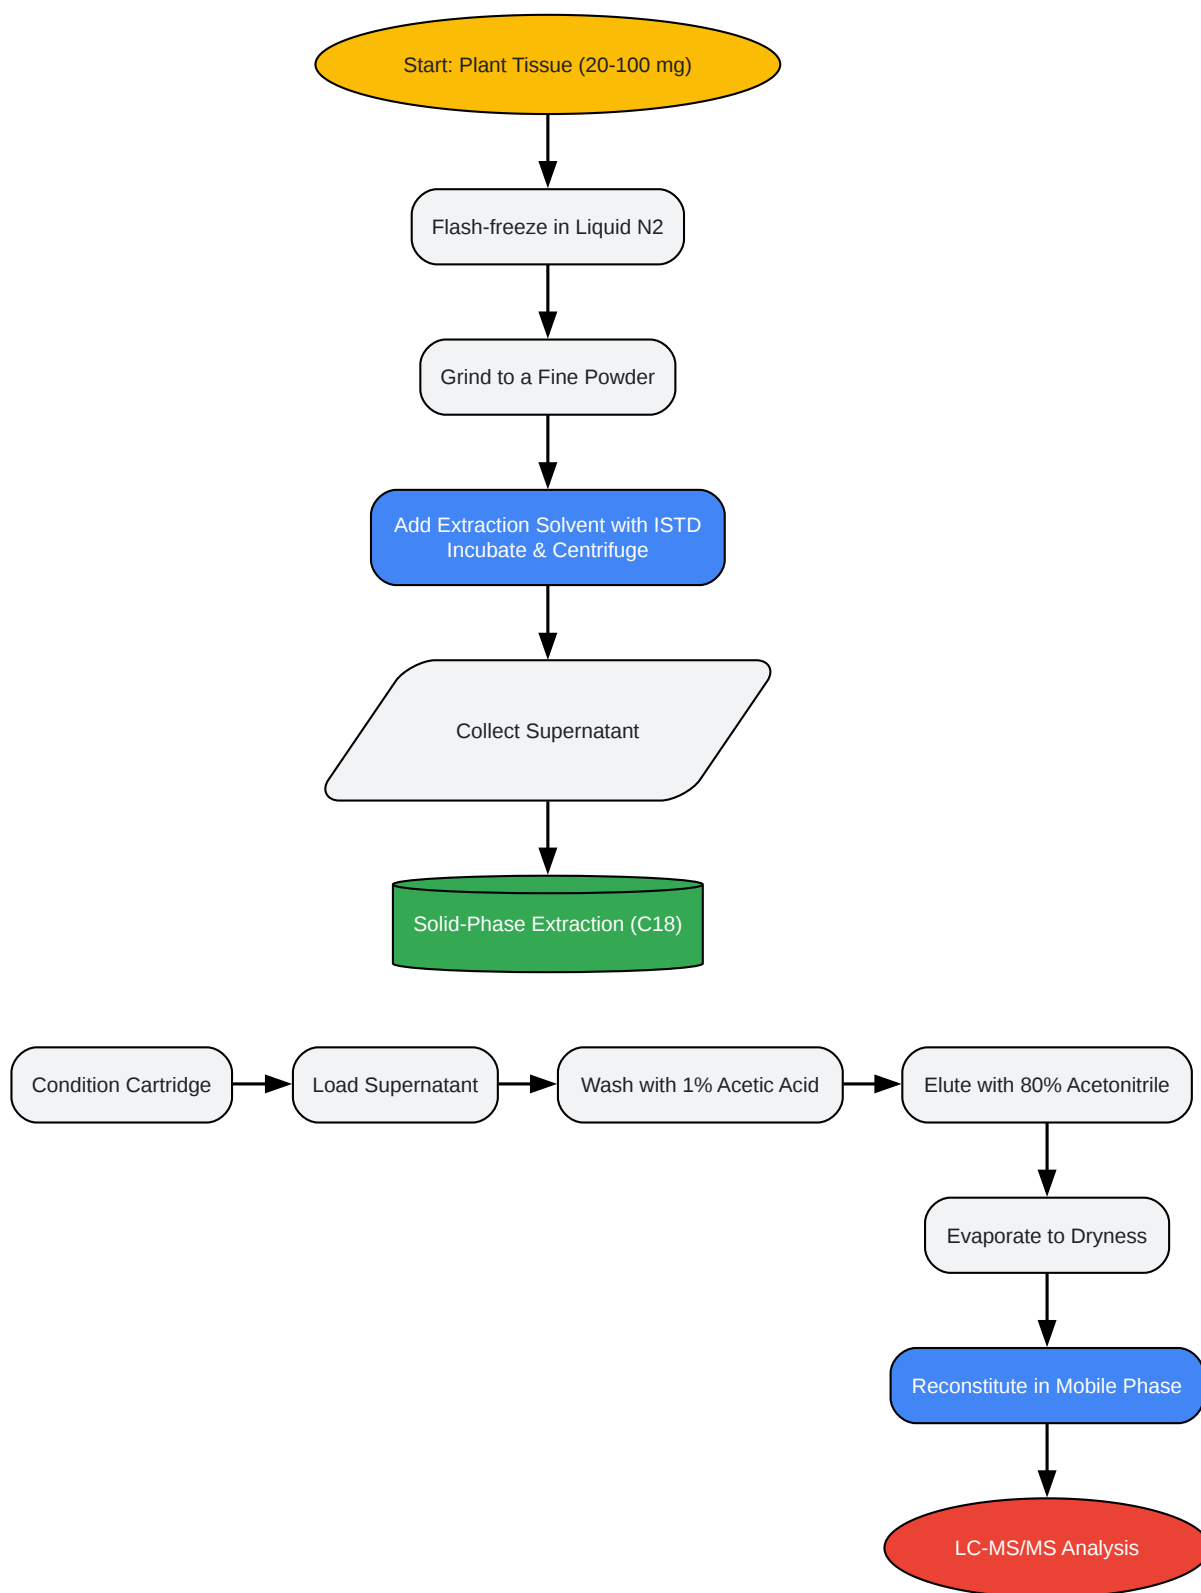 Start: Plant Tissue (20-100 mg)
Flash-freeze in Liquid N2
Grind to a Fine Powder
Add Extraction Solvent with ISTD
Incubate & Centrifuge
Collect Supernatant
Solid-Phase Extraction (C18)
Condition Cartridge
Load Supernatant
Wash with 1% Acetic Acid
Elute with 80% Acetonitrile
Evaporate to Dryness
Reconstitute in Mobile Phase
LC-MS/MS Analysis